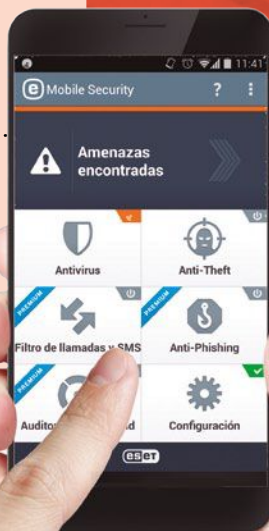 11:41
e Mobile Security ?
Amenazas
encontradas
Antivirus
Anti-Theft
PREMIUM
PREMIUM
Filtro de llamadas y SMS
Anti-Phishing
PREMIUM
Configuración
eset